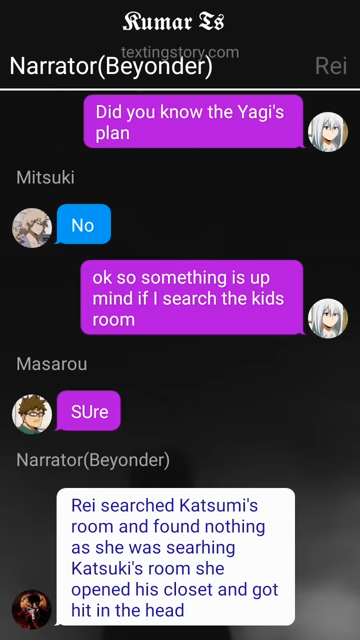 Kumar Ts
textingstory.com
Narrator(Beyonder) Rei
Did you know the Yagi's
plan
Mitsuki
No
ok so something is up
mind if I search the kids
room
Masarou
SUre
Narrator(Beyonder)
Rei searched Katsumi's
room and found nothing
as she was searhing
Katsuki's room she
opened his closet and got
hit in the head